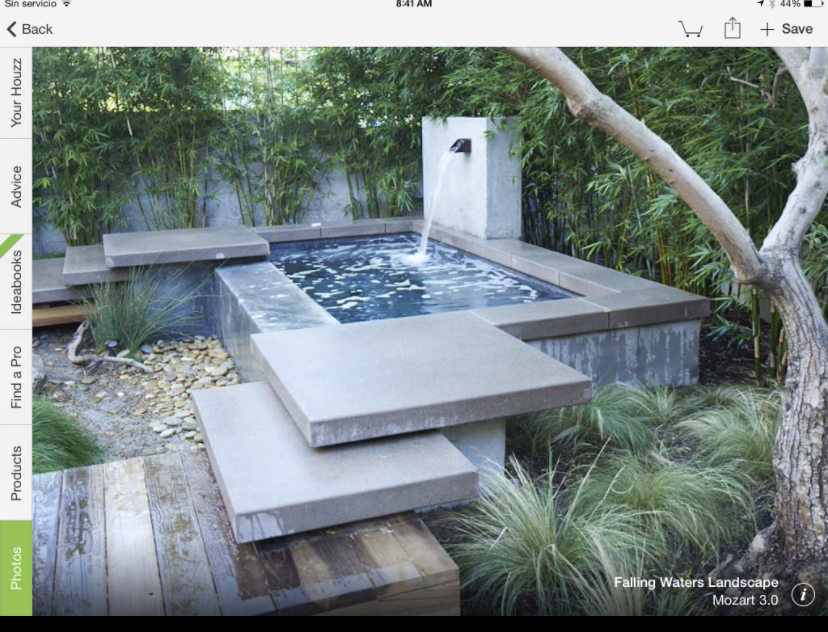 Sin servicio
8:41 AM
44%
Back
Save
Your Houzz
Advice
Ideabooks
Find a Pro
Products
Photos
Falling Waters Landscape
Mozart 3.0
i